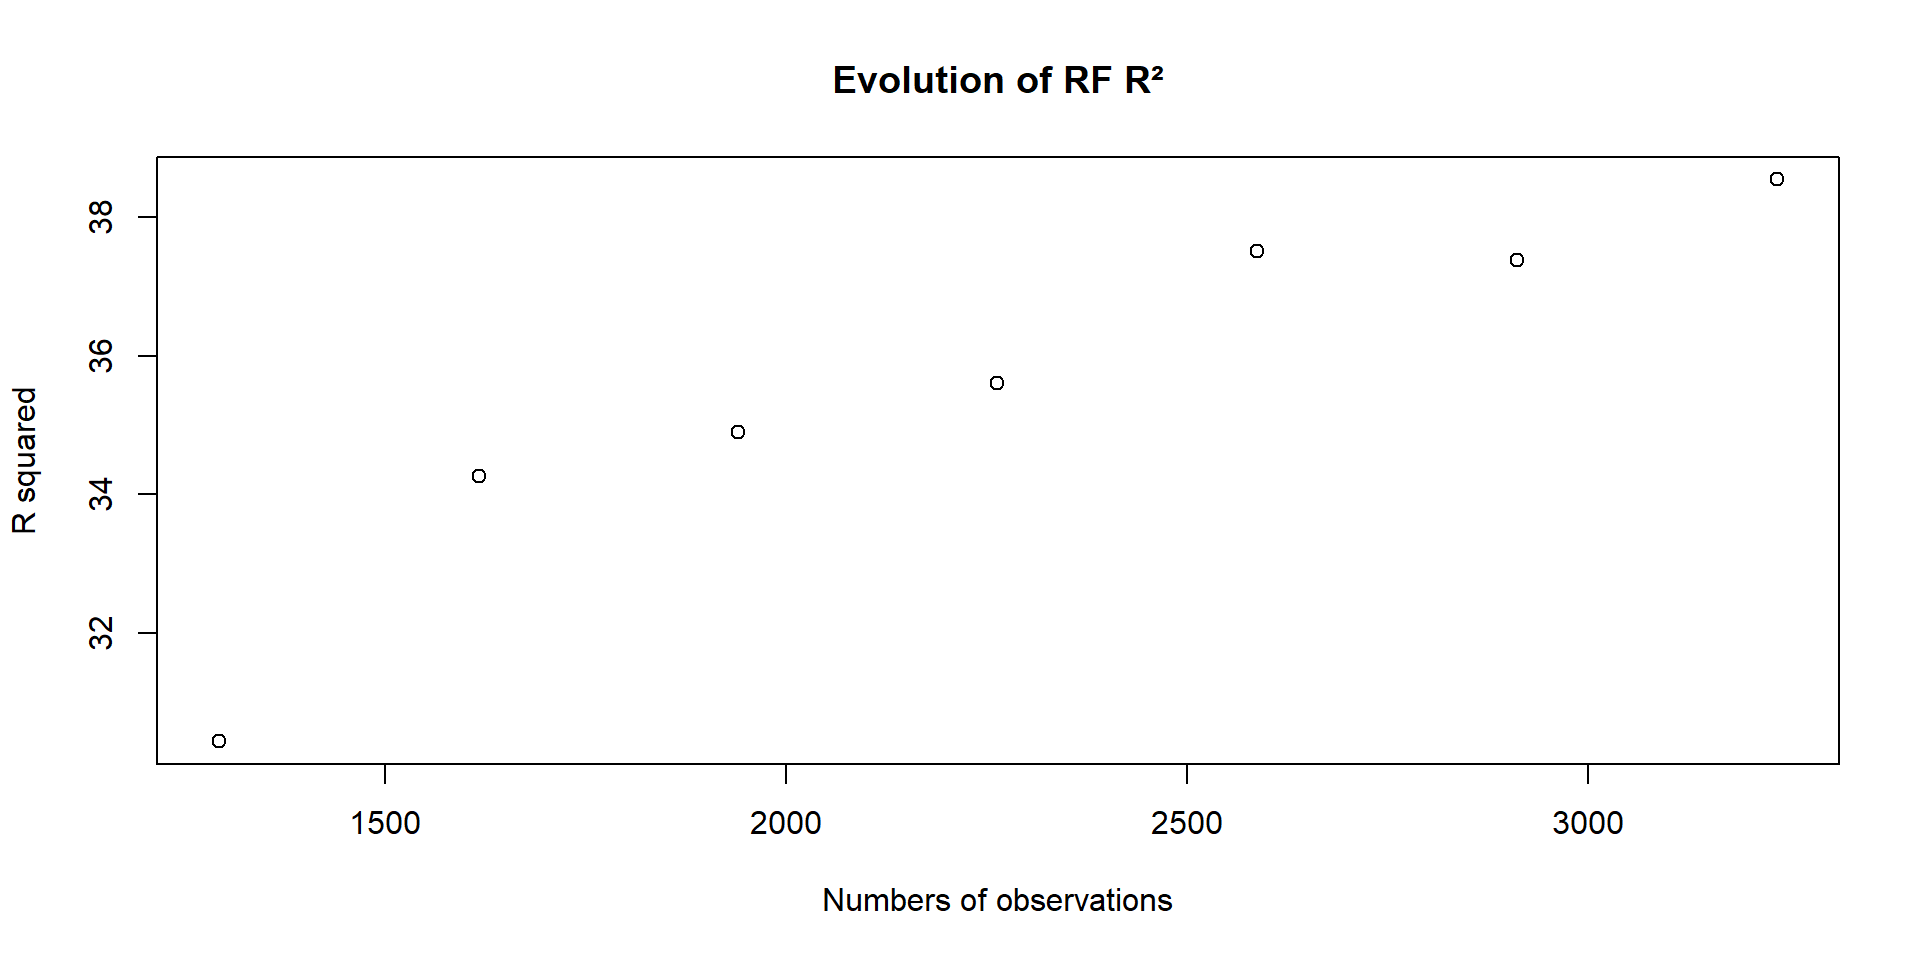 Evolution of RF R²
R squared
38
36
34
32
1500 2000 2500 3000
Numbers of observations